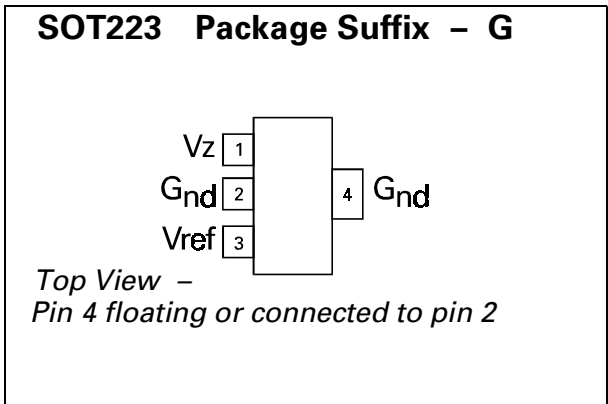 SOT223 Package Suffix – G
Vz 1
Gnd 2
4 Gnd
Vref 3
Top View –
Pin 4 floating or connected to pin 2